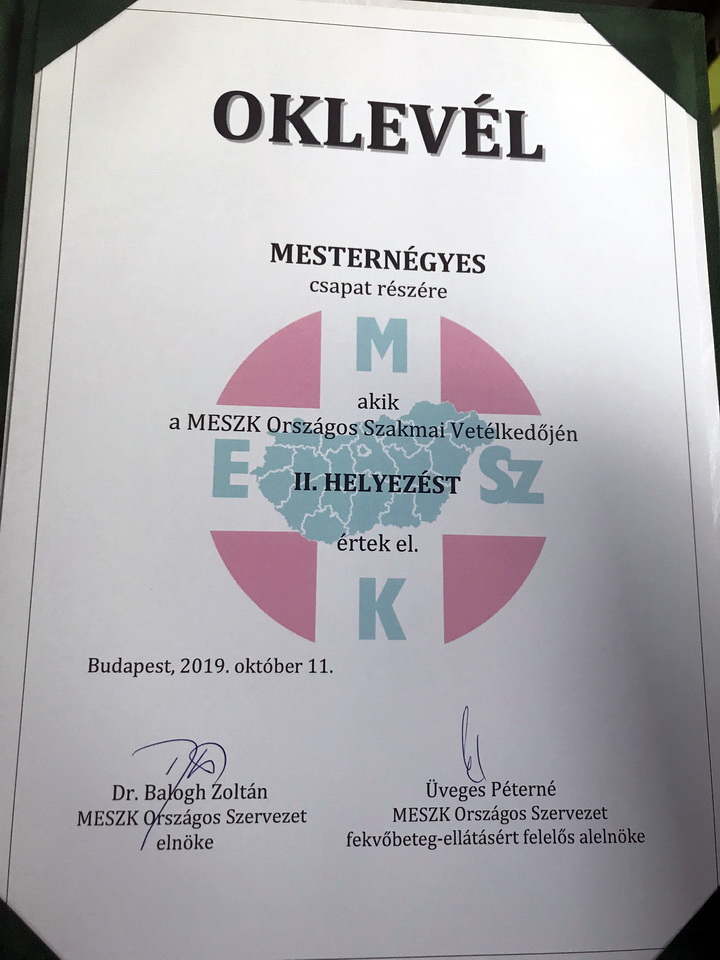 OKLEVÉL
MESTERNÉGYES
csapat részére
M
akik
a MESZK Országos Szakmai Vetélkedőjén
E
SZ
II. HELYEZÉST
értek el.
K
Budapest, 2019. október 11.
Dr. Balogh Zoltán
MESZK Országos Szervezet
elnöke
Üveges Péterné
MESZK Országos Szervezet
fekvőbeteg-ellátásért felelős alelnöke